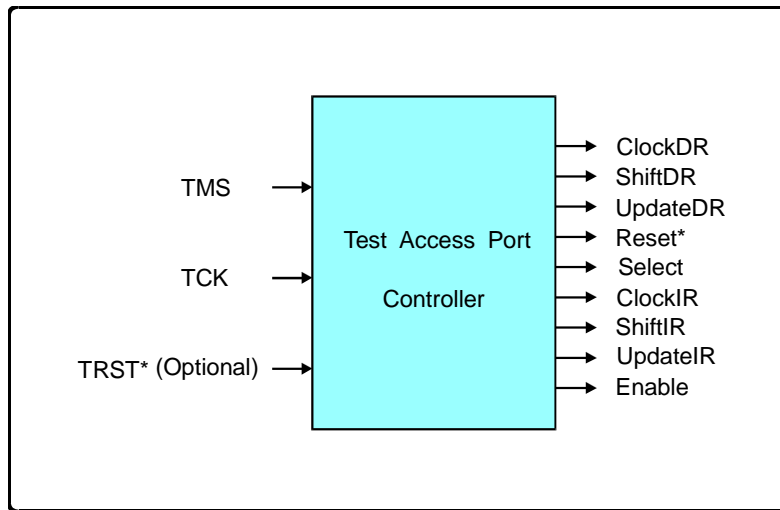 TMS
TCK
TRST* (Optional)
Test Access Port
Controller
ClockDR
ShiftDR
UpdateDR
Reset*
Select
ClockIR
ShiftIR
UpdateIR
Enable